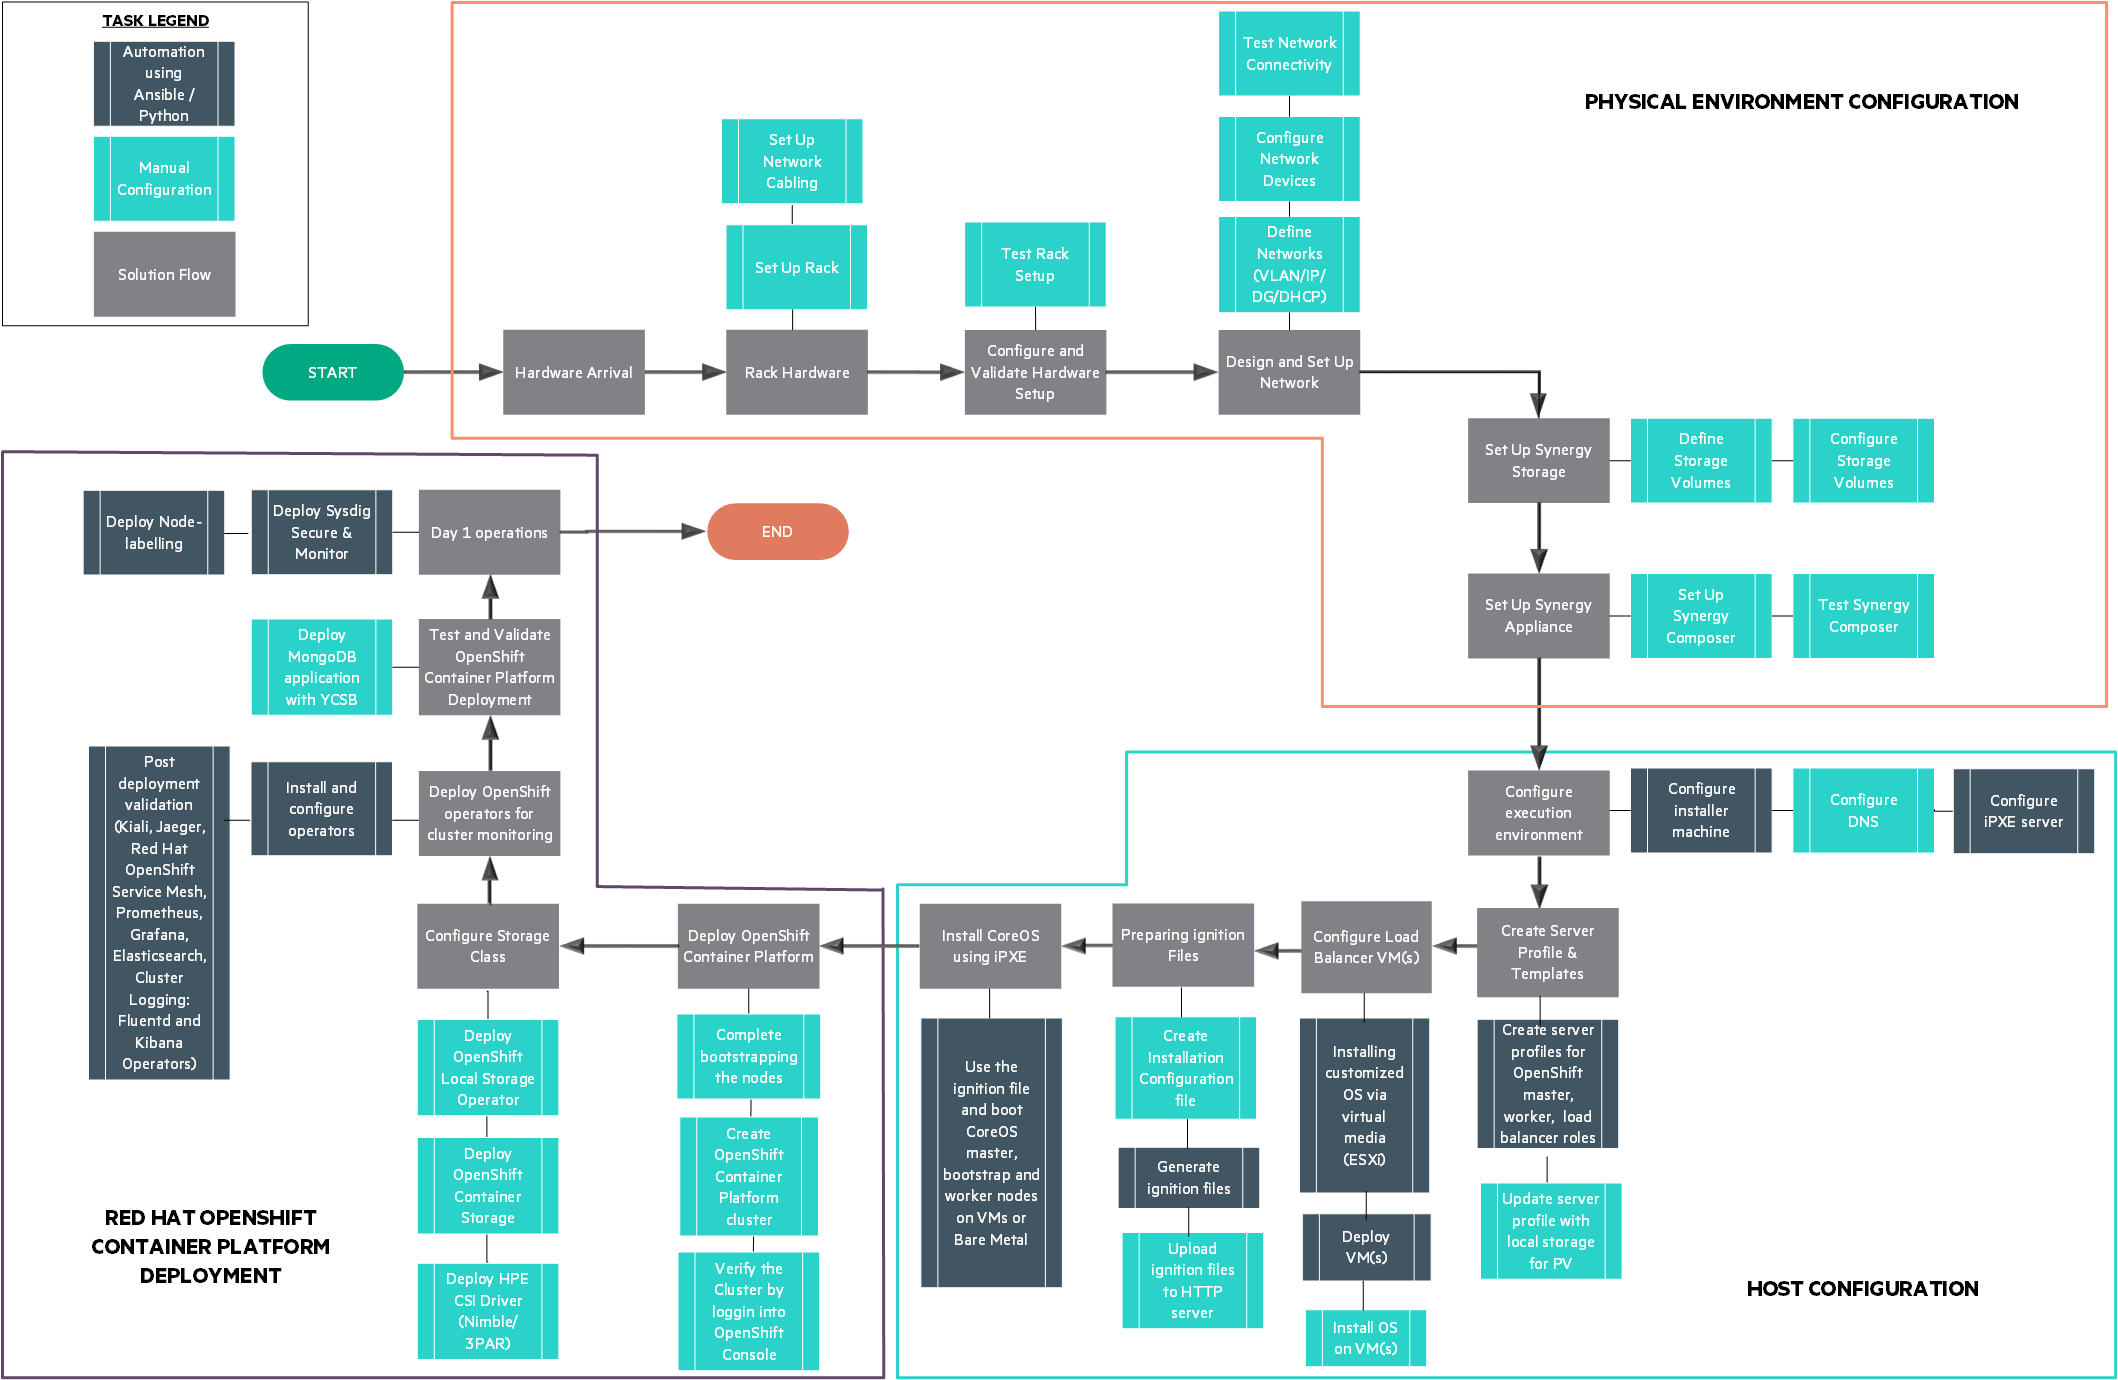 TASK LEGEND
Automation
using
Ansible /
Python
Manual
Configuration
Solution Flow
PHYSICAL ENVIRONMENT CONFIGURATION
Test Network
Connectivity
Configure
Network
Devices
Define
Networks
(VLAN/IP/
DG/DHCP)
Set Up
Network
Cabling
Set Up Rack
Test Rack
Setup
START
Hardware Arrival
Rack Hardware
Configure and
Validate Hardware
Setup
Design and Set Up
Network
Set Up Synergy
Storage
Define
Storage
Volumes
Configure
Storage
Volumes
Set Up Synergy
Appliance
Set Up
Synergy
Composer
Test Synergy
Composer
Configure
execution
environment
Configure
installer
machine
Configure
DNS
Configure
iPXE server
Create Server
Profile &
Templates
Create server
profiles for
OpenShift
master,
worker,  load
balancer roles
Update server
profile with
local storage
for PV
Configure Load
Balancer VM(s)
Installing
customized
OS via
virtual
media
(ESXi)
Deploy
VM(s)
Install OS
on VM(s)
Preparing ignition
Files
Create
Installation
Configuration
file
Generate
ignition files
Upload
ignition files
to HTTP
server
Install CoreOS
using iPXE
Use the
ignition file
and boot
CoreOS
master,
bootstrap and
worker nodes
on VMs or
Bare Metal
HOST CONFIGURATION
Deploy OpenShift
Container Platform
Complete
bootstrapping
the nodes
Create
OpenShift
Container
Platform
cluster
Verify the
Cluster by
loggin into
OpenShift
Console
Configure Storage
Class
Deploy
OpenShift
Local Storage
Operator
Deploy
OpenShift
Container
Storage
Deploy HPE
CSI Driver
(Nimble/
3PAR)
Deploy OpenShift
operators for
cluster monitoring
Install and
configure
operators
Post
deployment
validation
(Kiali, Jaeger,
Red Hat
OpenShift
Service Mesh,
Prometheus,
Grafana,
Elasticsearch,
Cluster
Logging:
Fluentd and
Kibana
Operators)
Test and Validate
OpenShift
Container Platform
Deployment
Deploy
MongoDB
application
with YCSB
Day 1 operations
Deploy Sysdig
Secure &
Monitor
Deploy Node-
labelling
END
RED HAT OPENSHIFT
CONTAINER PLATFORM
DEPLOYMENT